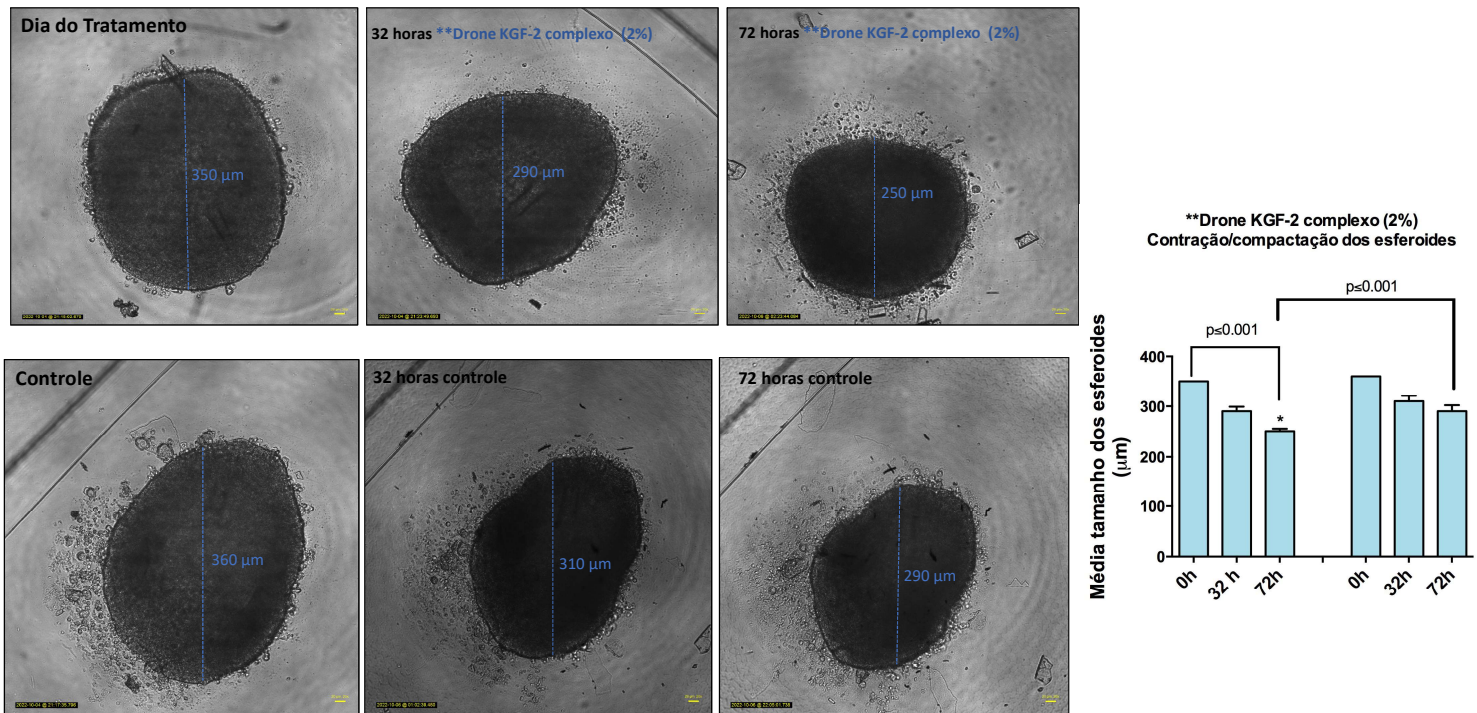 Dia do Tratamento
350 µm
32 horas **Drone KGF-2 complexo (2%)
290 µm
72 horas **Drone KGF-2 complexo (2%)
250 µm
Controle
360 µm
32 horas controle
310 µm
72 horas controle
290 µm
**Drone KGF-2 complexo (2%)
Contração/compactação dos esferoides
p≤0.001
p≤0.001
Média tamanho dos esferoides
(µm)
400
300
200
100
0
*
0h
32 h
72h
0h
32h
72h